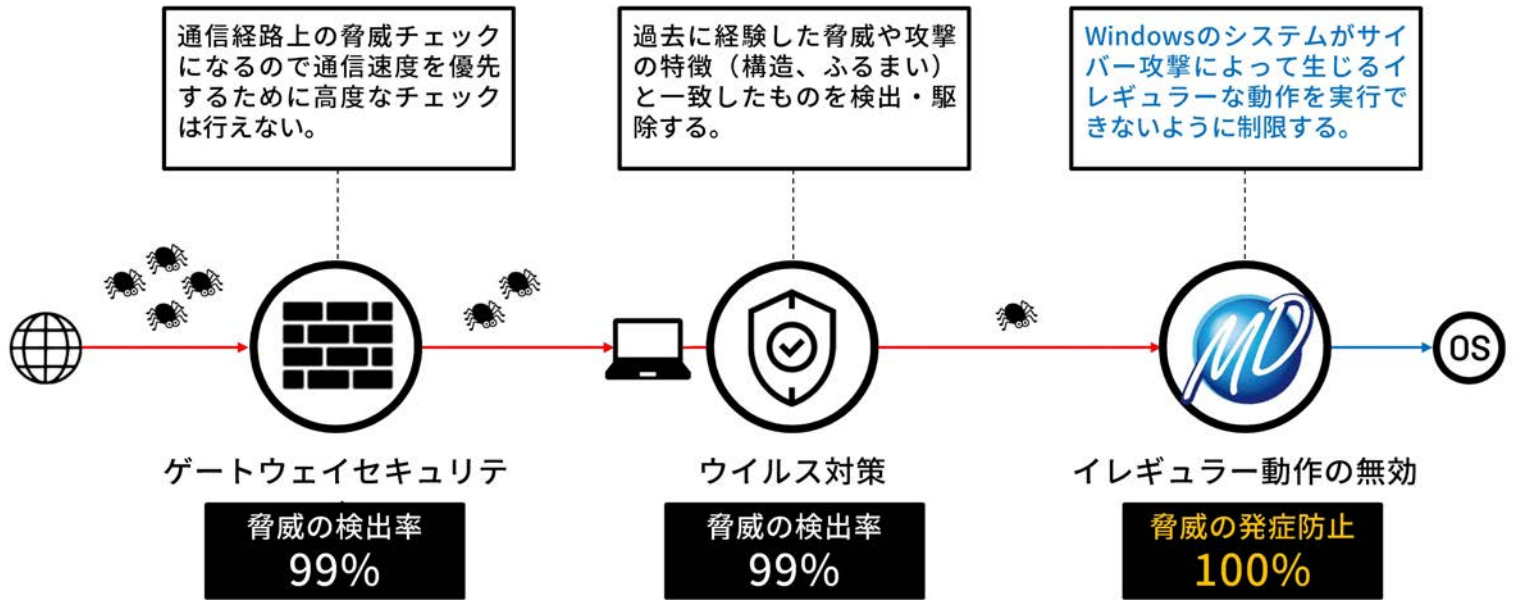 通信経路上の脅威チェック
になるので通信速度を優先
するために高度なチェック
は行えない。
過去に経験した脅威や攻撃
の特徴（構造、ふるまい）
と一致したものを検出・駆
除する。
Windowsのシステムがサイ
バー攻撃によって生じるイ
レギュラーな動作を実行で
きないように制限する。
MD
OS
ゲートウェイセキュリテ
ウイルス対策
イレギュラー動作の無効
脅威の検出率
99%
脅威の検出率
99%
脅威の発症防止
100%